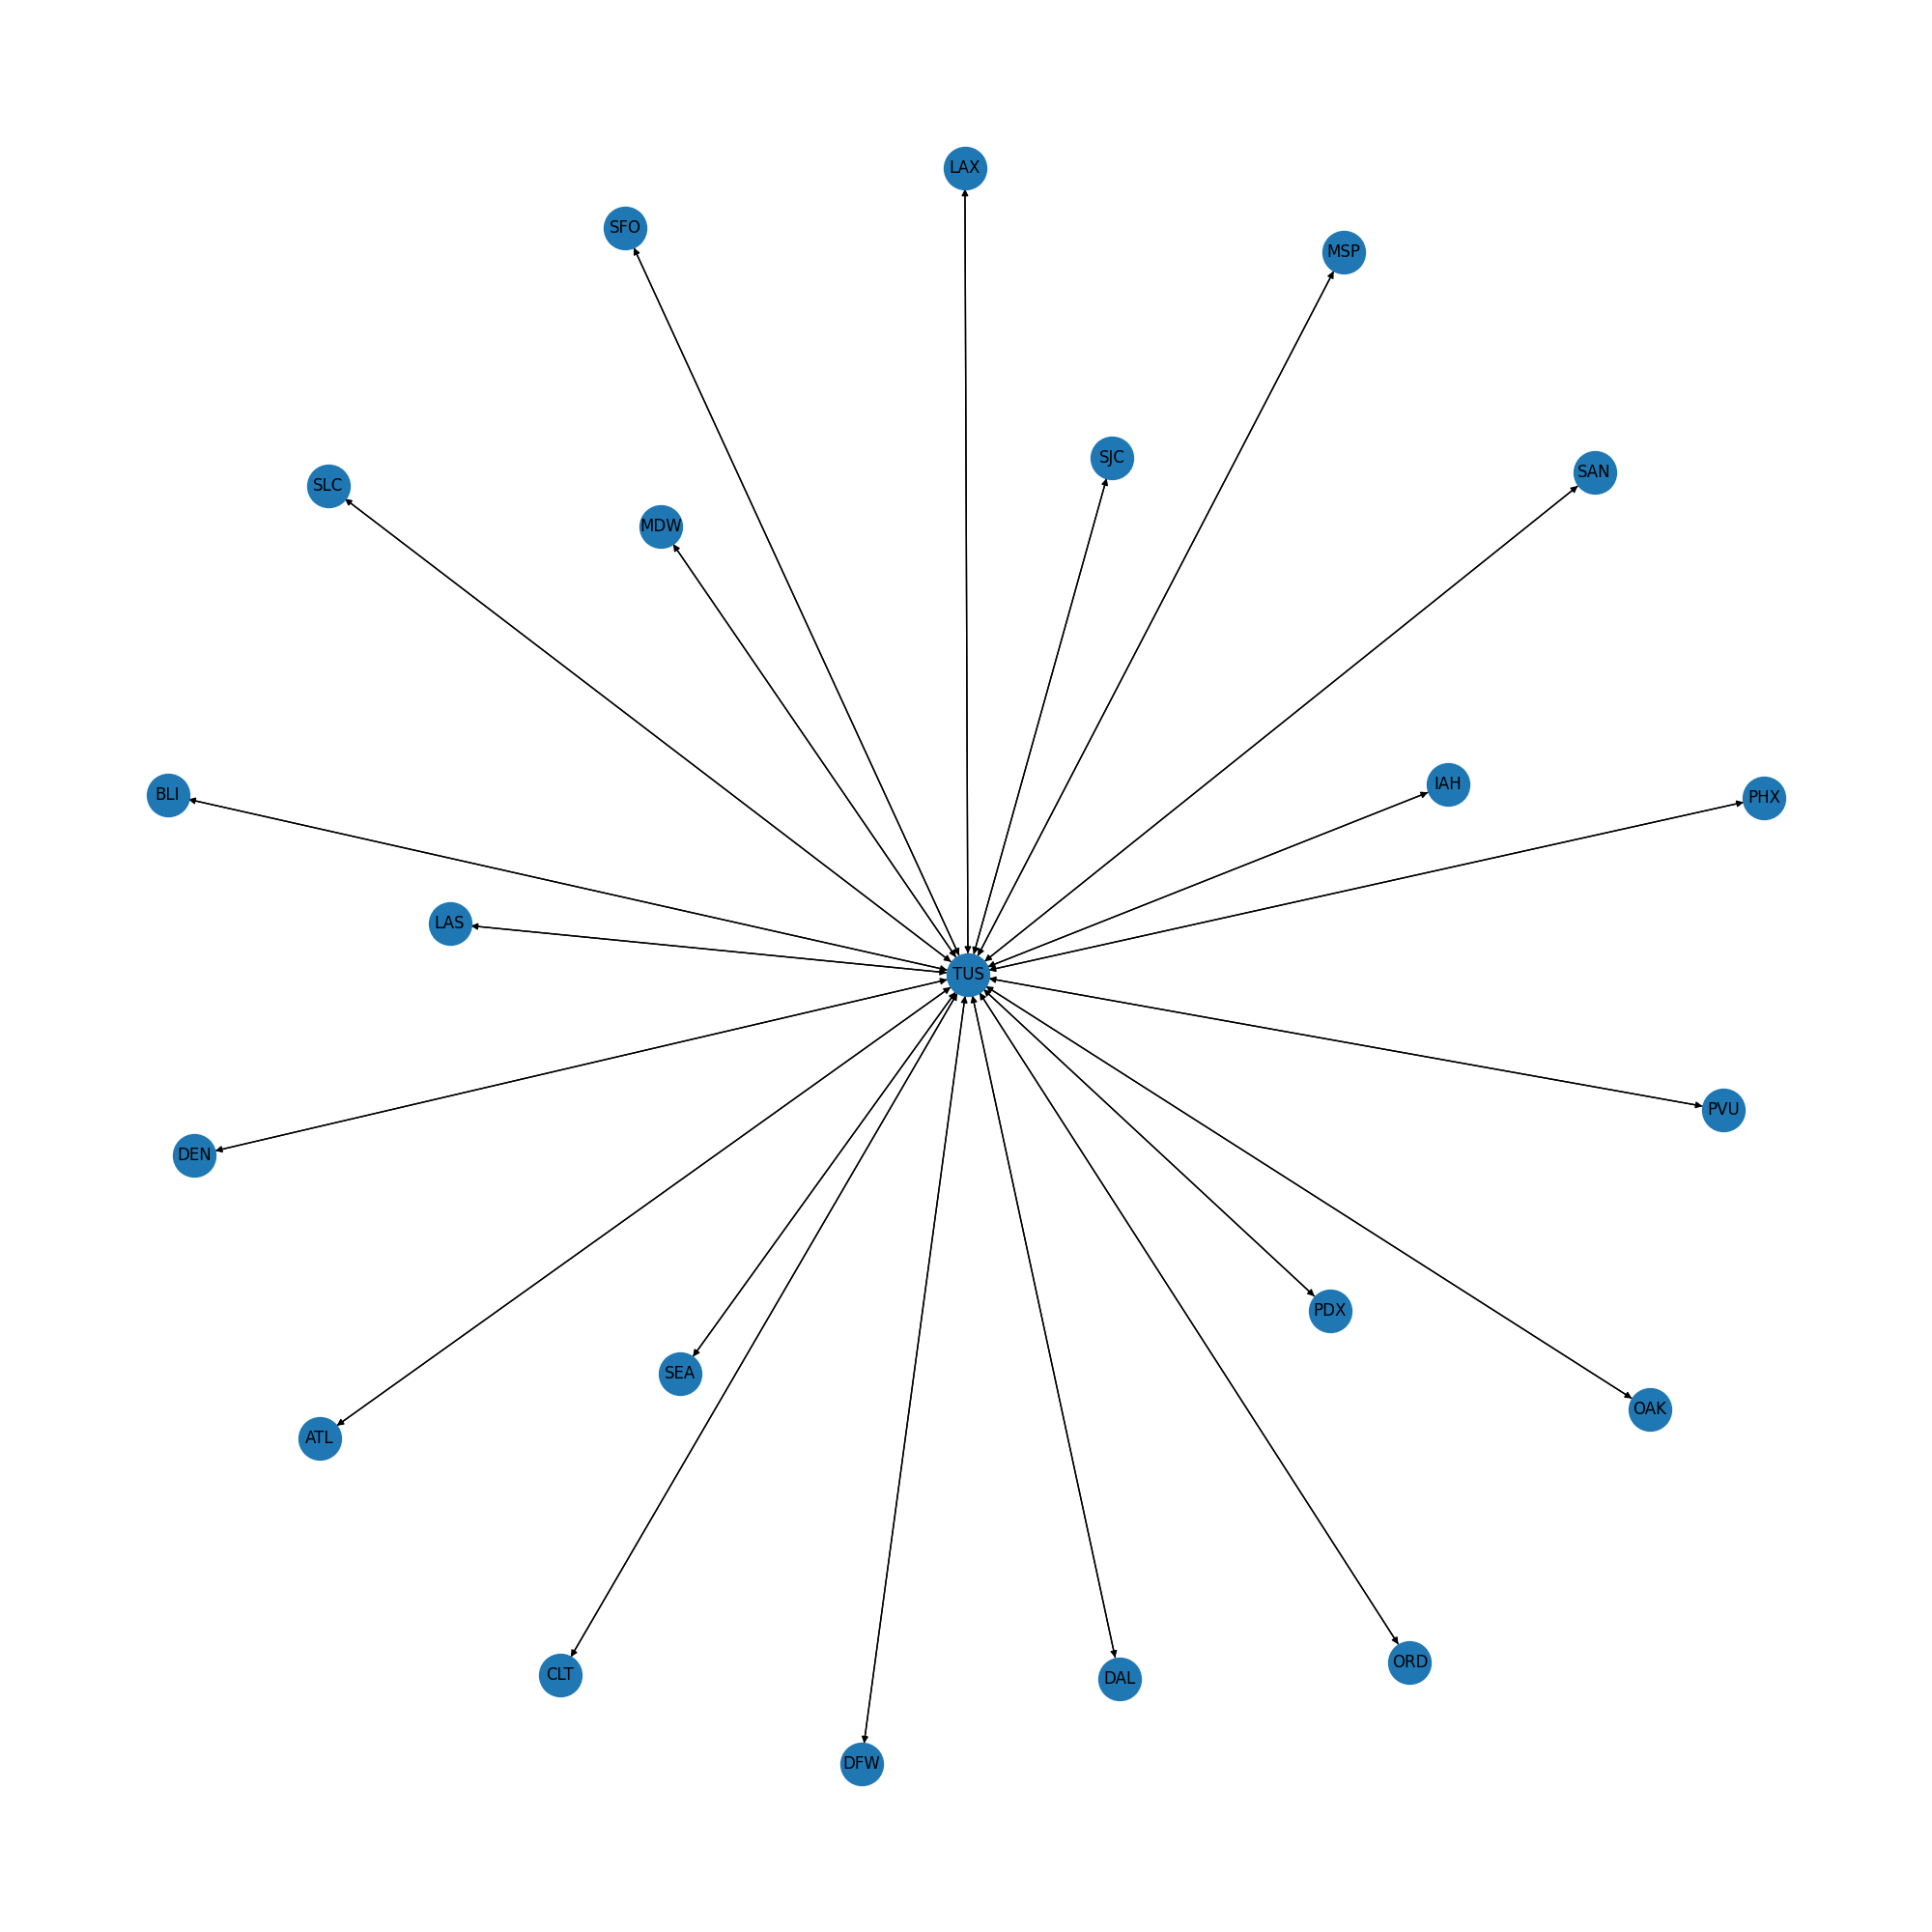 LAX
SFO
MSP
SJC
SAN
SLC
MDW
IAH
BLI
PHX
LAS
TUS
PVU
DEN
PDX
SEA
OAK
ATL
ORD
CLT
DAL
DFW